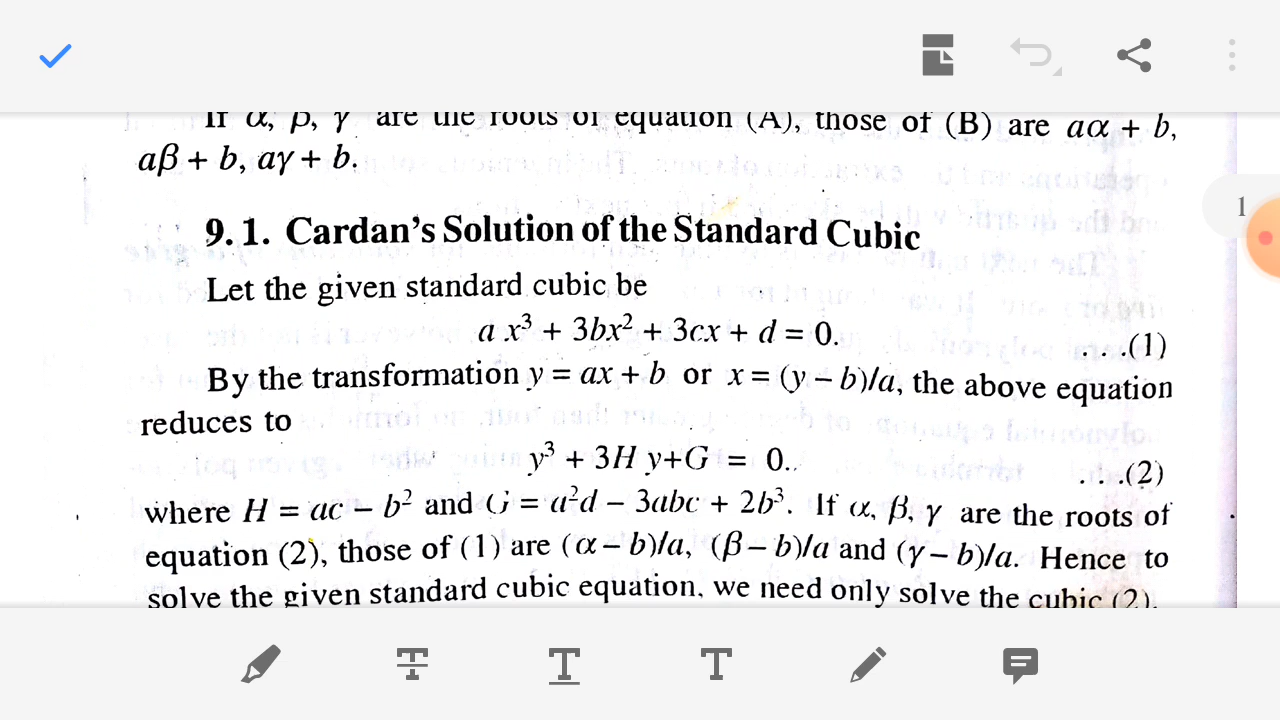 If α, β, γ are the roots of equation (A), those of (B) are aα + b,
aβ + b, aγ + b.
1
9.1. Cardan's Solution of the Standard Cubic
Let the given standard cubic be
a x³ + 3bx² + 3cx + d = 0. . . .(1)
By the transformation y = ax + b or x = (y – b)/a, the above equation
reduces to
y³ + 3H y+G = 0. . . .(2)
where H = ac – b² and G = a²d – 3abc + 2b³. If α, β, γ are the roots of
equation (2), those of (1) are (α – b)/a, (β – b)/a and (γ – b)/a. Hence to
solve the given standard cubic equation, we need only solve the cubic (2).